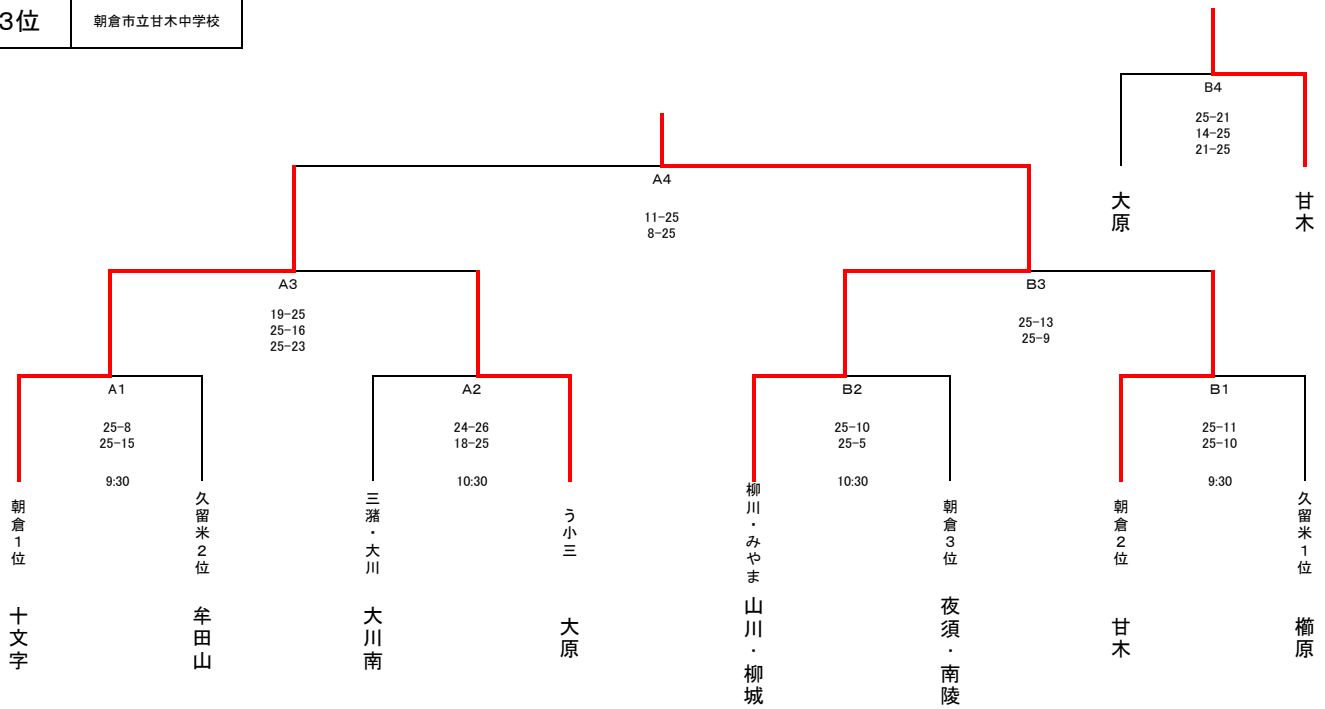 3位 朝倉市立甘木中学校
B4
25-21
14-25
21-25
大原
甘木
A4
11-25
8-25
A3
19-25
25-16
25-23
B3
25-13
25-9
A1
25-8
25-15
9:30
A2
24-26
18-25
10:30
B2
25-10
25-5
10:30
B1
25-11
25-10
9:30
朝倉1位
久留米2位
三潴・大川
う小三
柳川・みやま
朝倉3位
朝倉2位
久留米1位
十文字
牟田山
大川南
大原
山川・柳城
夜須・南陵
甘木
櫛原